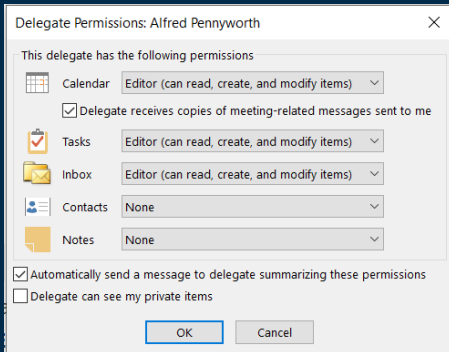 Delegate Permissions: Alfred Pennyworth
This delegate has the following permissions
Calendar Editor (can read, create, and modify items)
Delegate receives copies of meeting-related messages sent to me
Tasks Editor (can read, create, and modify items)
Inbox Editor (can read, create, and modify items)
Contacts None
Notes None
Automatically send a message to delegate summarizing these permissions
Delegate can see my private items
OK Cancel